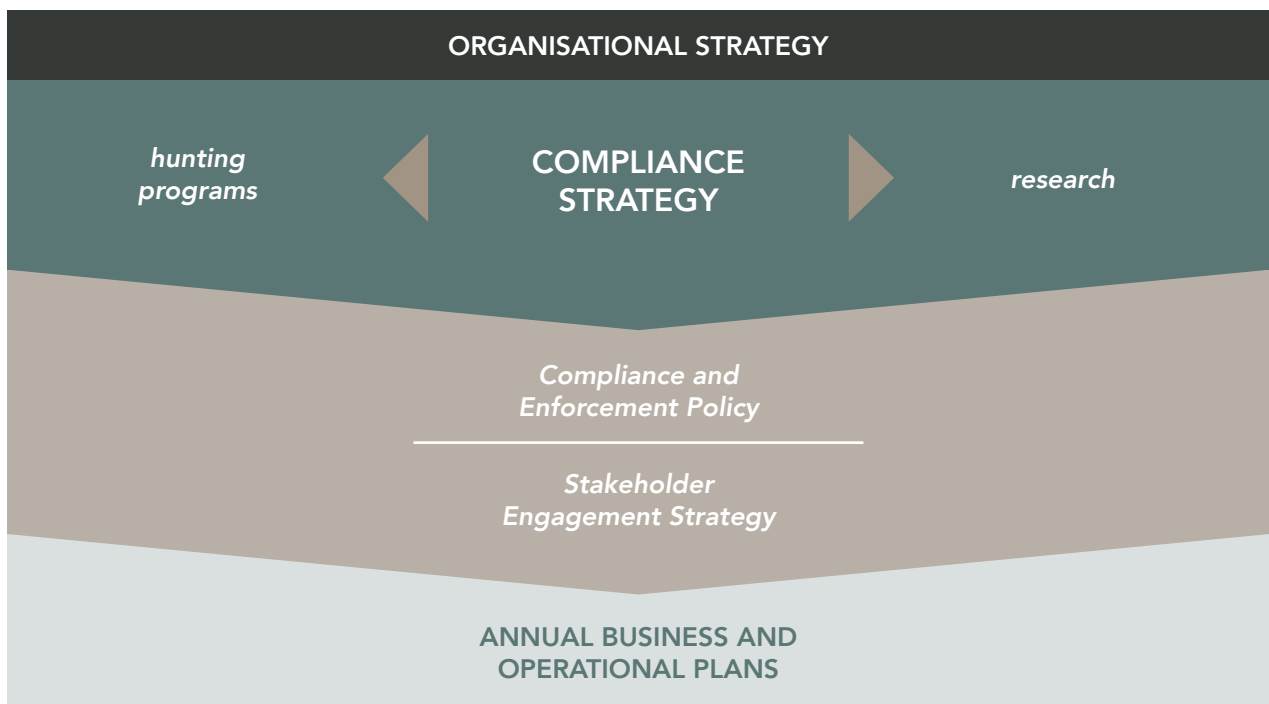 ORGANISATIONAL STRATEGY
hunting
programs
COMPLIANCE
STRATEGY
research
Compliance and
Enforcement Policy
Stakeholder
Engagement Strategy
ANNUAL BUSINESS AND
OPERATIONAL PLANS